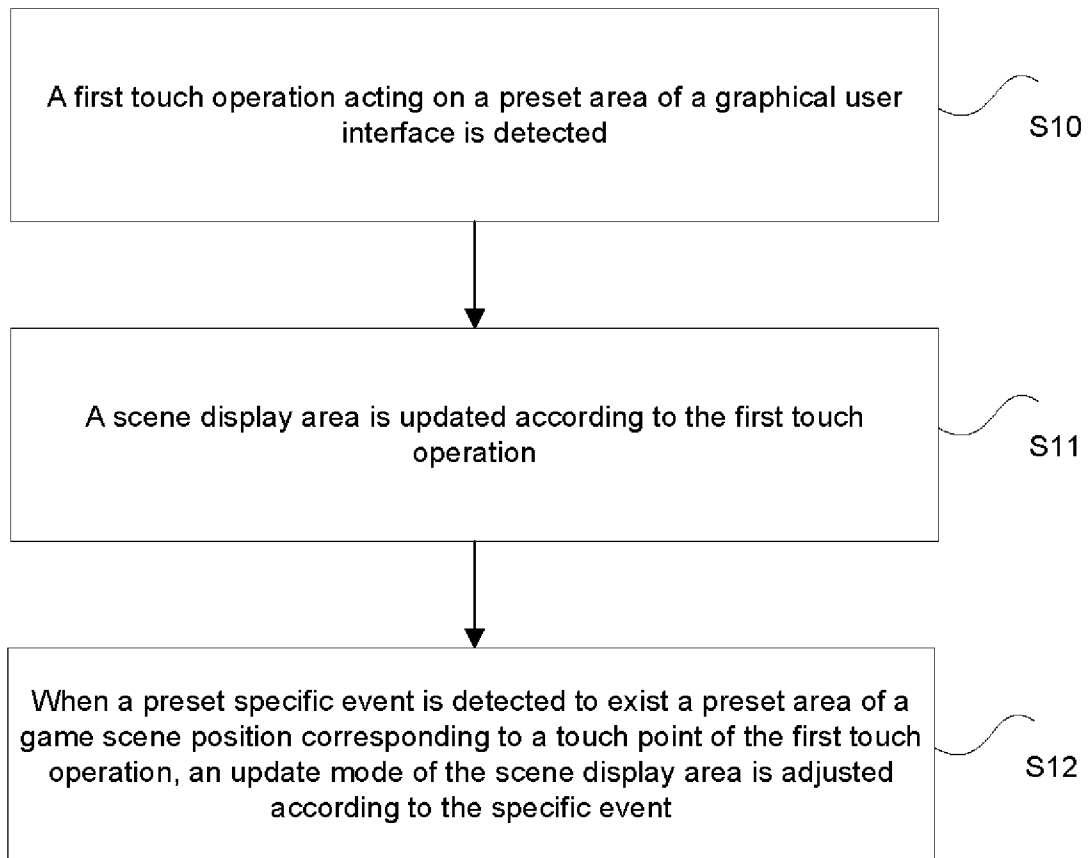 A first touch operation acting on a preset area of a graphical user
interface is detected
S10
A scene display area is updated according to the first touch
operation
S11
When a preset specific event is detected to exist a preset area of a
game scene position corresponding to a touch point of the first touch
operation, an update mode of the scene display area is adjusted
according to the specific event
S12